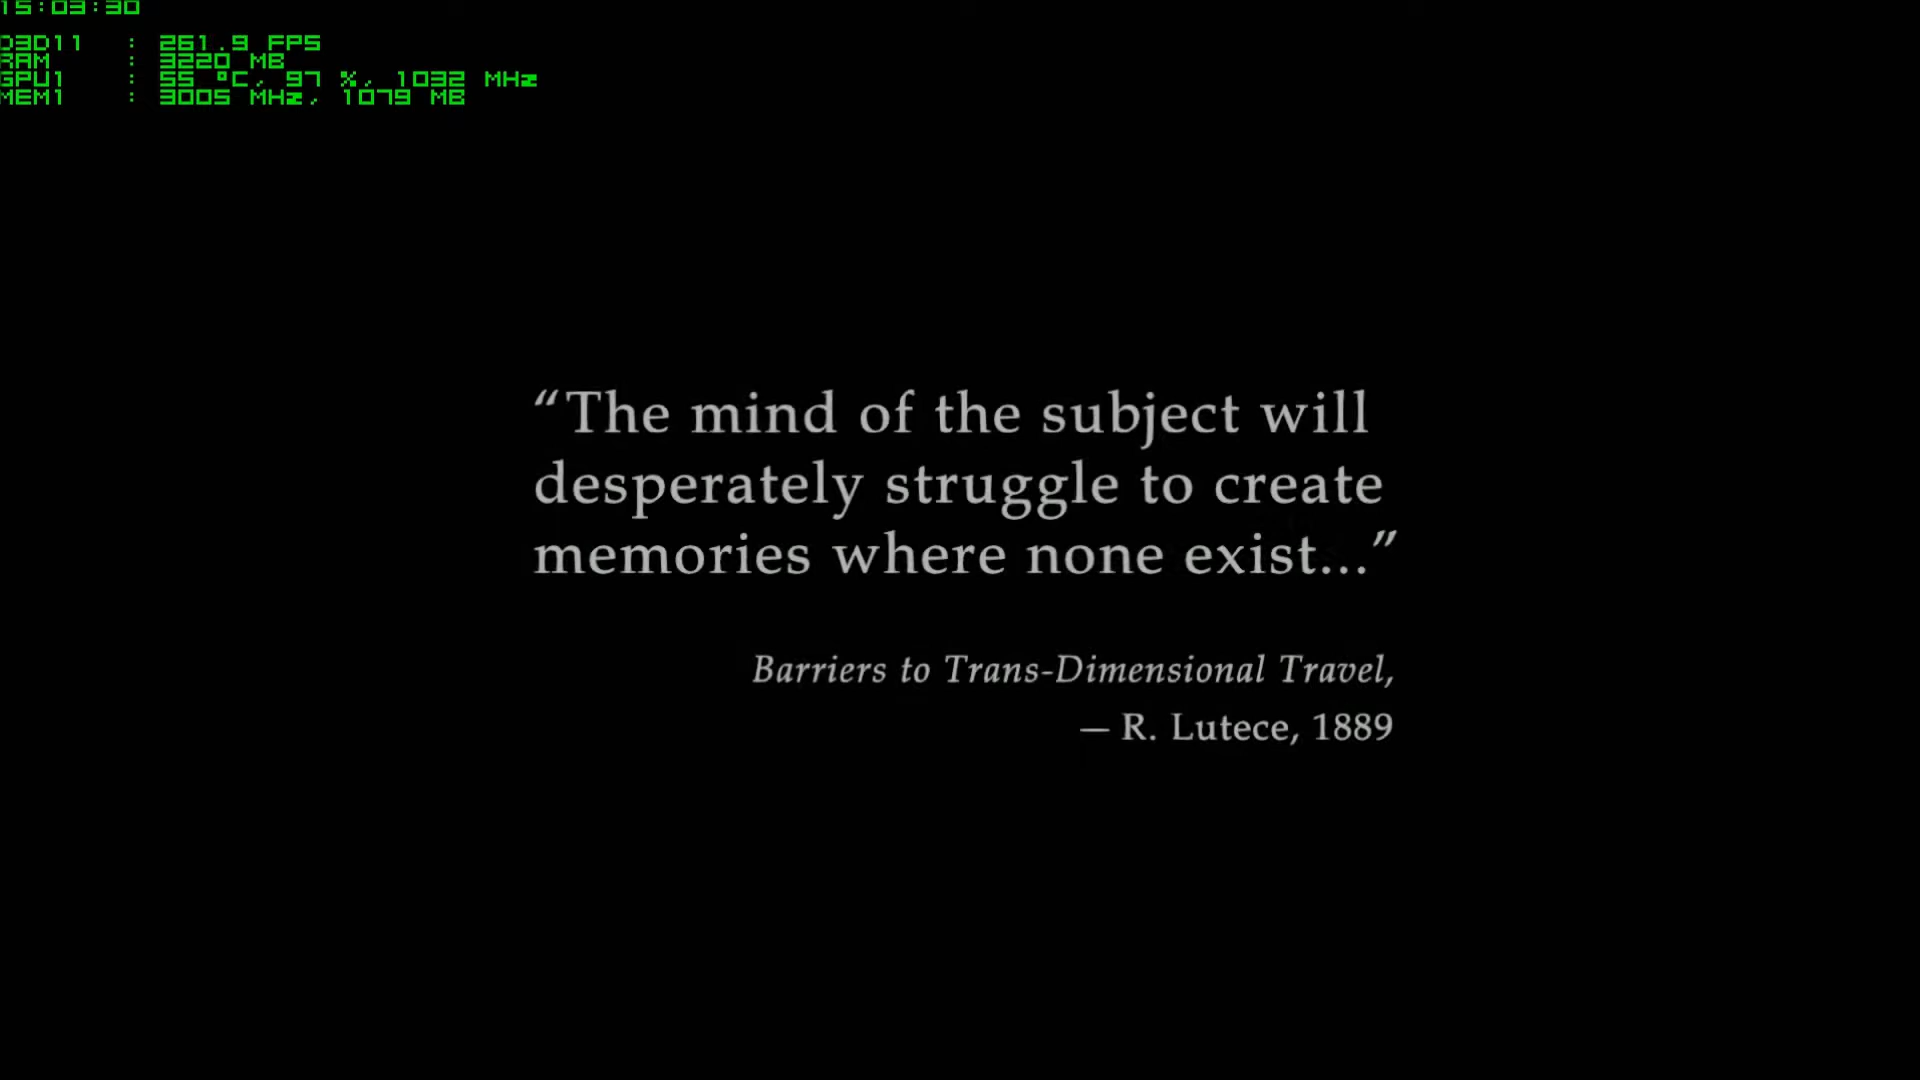 15:03:30
D3D11 : 261.9 FPS
RAM : 3220 MB
GPU1 : 55 °C, 97 %, 1032 MHz
MEM1 : 3005 MHz, 1079 MB
“The mind of the subject will
desperately struggle to create
memories where none exist...”
Barriers to Trans-Dimensional Travel,
— R. Lutece, 1889